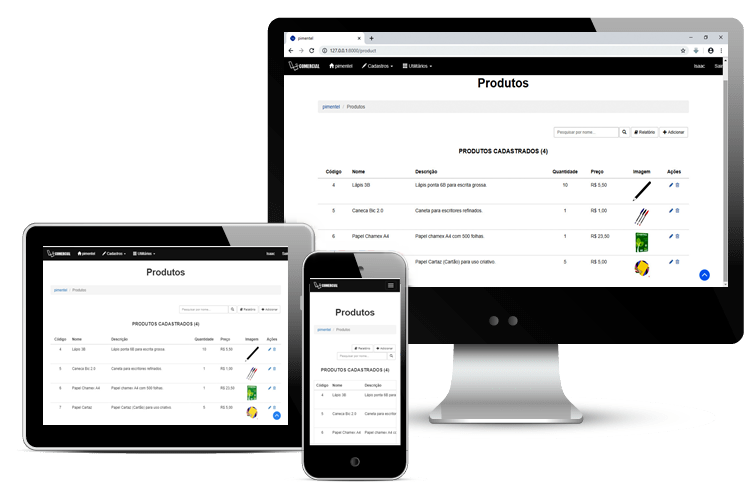 pimentel
127.0.0.1:8000/product
COMERCIAL pimentel Cadastros Utilitários Isaac Sair
Produtos
pimentel / Produtos
Pesquisar por nome.. Relatório Adicionar
PRODUTOS CADASTRADOS (4)
Código Nome Descrição Quantidade Preço Imagem Ações
4 Lápis 3B Lápis ponta 6B para escrita grossa. 10 R$ 5,50
5 Caneca Bic 2.0 Caneta para escritores refinados. 1 R$ 1,00
6 Papel Chamex A4 Papel chamex A4 com 500 folhas. 1 R$ 23,50
Papel Cartaz (Cartão) para uso criativo. 5 R$ 5,00
COMERCIAL pimentel Cadastros Utilitários Isaac Sair
Produtos
pimentel / Produtos
Pesquisar por nome.. Relatório Adicionar
PRODUTOS CADASTRADOS (4)
Código Nome Descrição Quantidade Preço Imagem Ações
4 Lápis 3B Lápis ponta 6B para escrita grossa. 10 R$ 5,50
5 Caneca Bic 2.0 Caneta para escritores refinados. 1 R$ 1,00
6 Papel Chamex A4 Papel chamex A4 com 500 folhas. 1 R$ 23,50
7 Papel Cartaz Papel Cartaz (Cartão) para uso criativo. 5 R$ 5,00
COMERCIAL
Produtos
pimentel / Produtos
Relatório Adicionar
Pesquisar por nome..
PRODUTOS CADASTRADOS (4)
Código Nome Descrição
4 Lápis 3B Lápis ponta 6B para
5 Caneca Bic 2.0 Caneta para escritor
6 Papel Chamex A4 Papel chamex A4 c